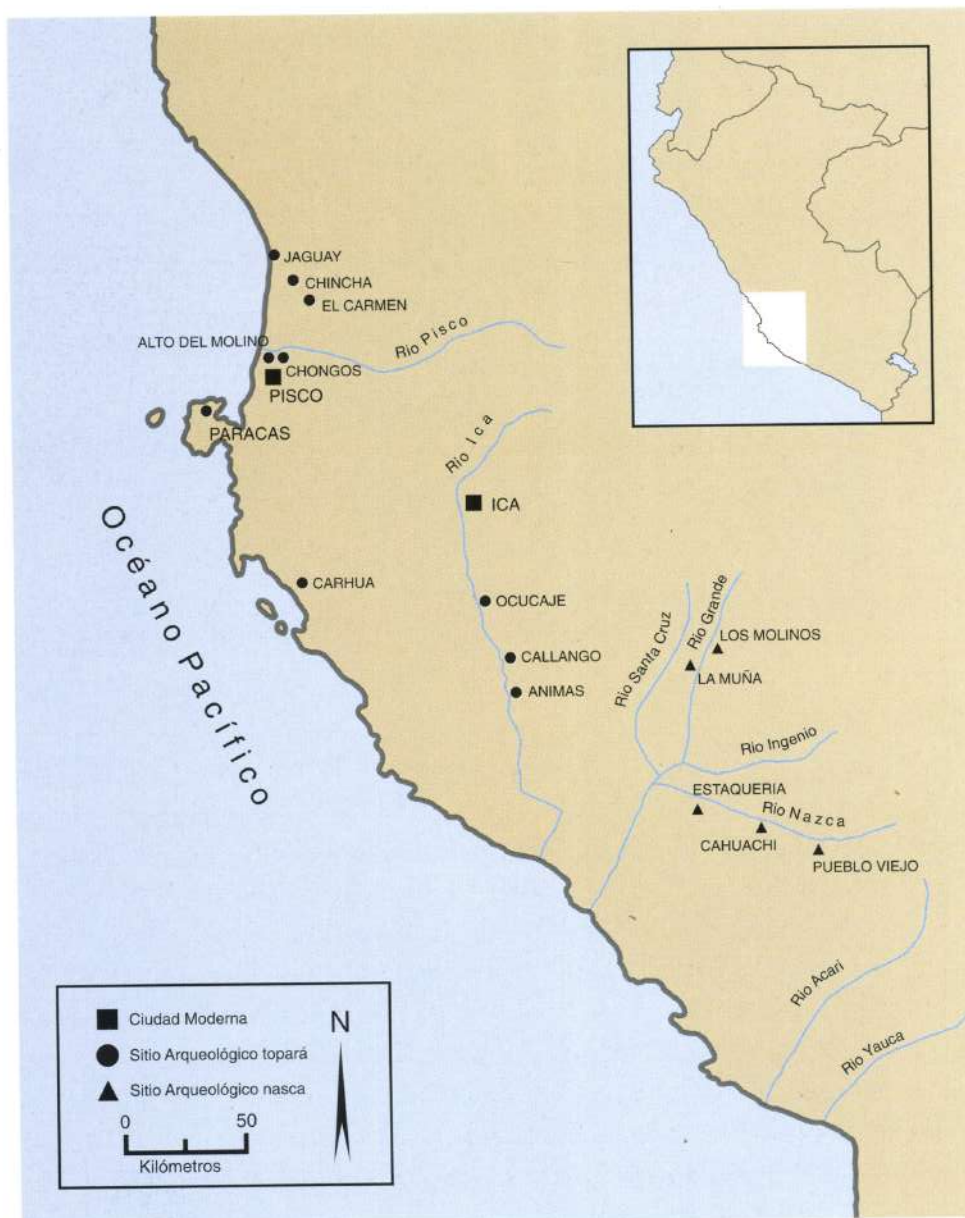 JAGUAY
CHINCHA
EL CARMEN
Rio Pisco
ALTO DEL MOLINO
CHONGOS
PISCO
PARACAS
Rio Ica
ICA
Océano Pacífico
CARHUA
OCUCAJE
CALLANGO
ANIMAS
Rio Santa Cruz
Rio Grande
LOS MOLINOS
LA MUÑA
Rio Ingenio
ESTAQUERIA
Rio Nazca
CAHUACHI
PUEBLO VIEJO
Rio Acari
Rio Yauca
Ciudad Moderna
Sitio Arqueológico topará
Sitio Arqueológico nasca
N
0 50
Kilómetros